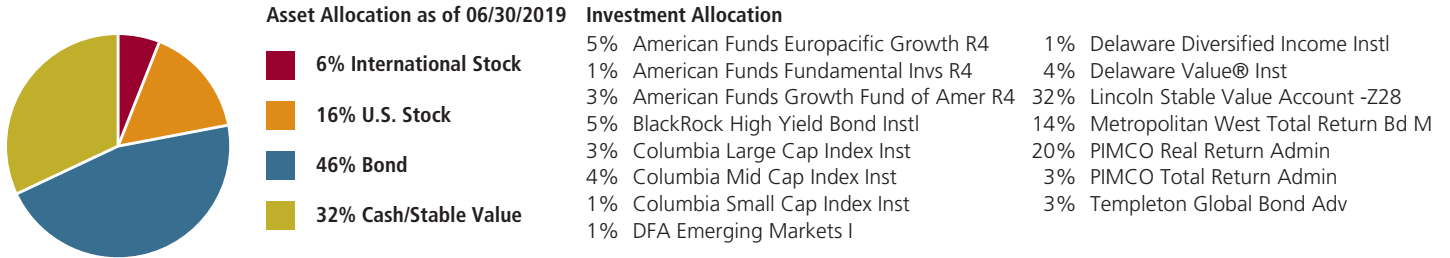 Asset Allocation as of 06/30/2019
6% International Stock
16% U.S. Stock
46% Bond
32% Cash/Stable Value
Investment Allocation
5% American Funds Europacific Growth R4
1% American Funds Fundamental Invs R4
3% American Funds Growth Fund of Amer R4
5% BlackRock High Yield Bond Instl
3% Columbia Large Cap Index Inst
4% Columbia Mid Cap Index Inst
1% Columbia Small Cap Index Inst
1% DFA Emerging Markets I
1% Delaware Diversified Income Instl
4% Delaware Value® Inst
32% Lincoln Stable Value Account -Z28
14% Metropolitan West Total Return Bd M
20% PIMCO Real Return Admin
3% PIMCO Total Return Admin
3% Templeton Global Bond Adv